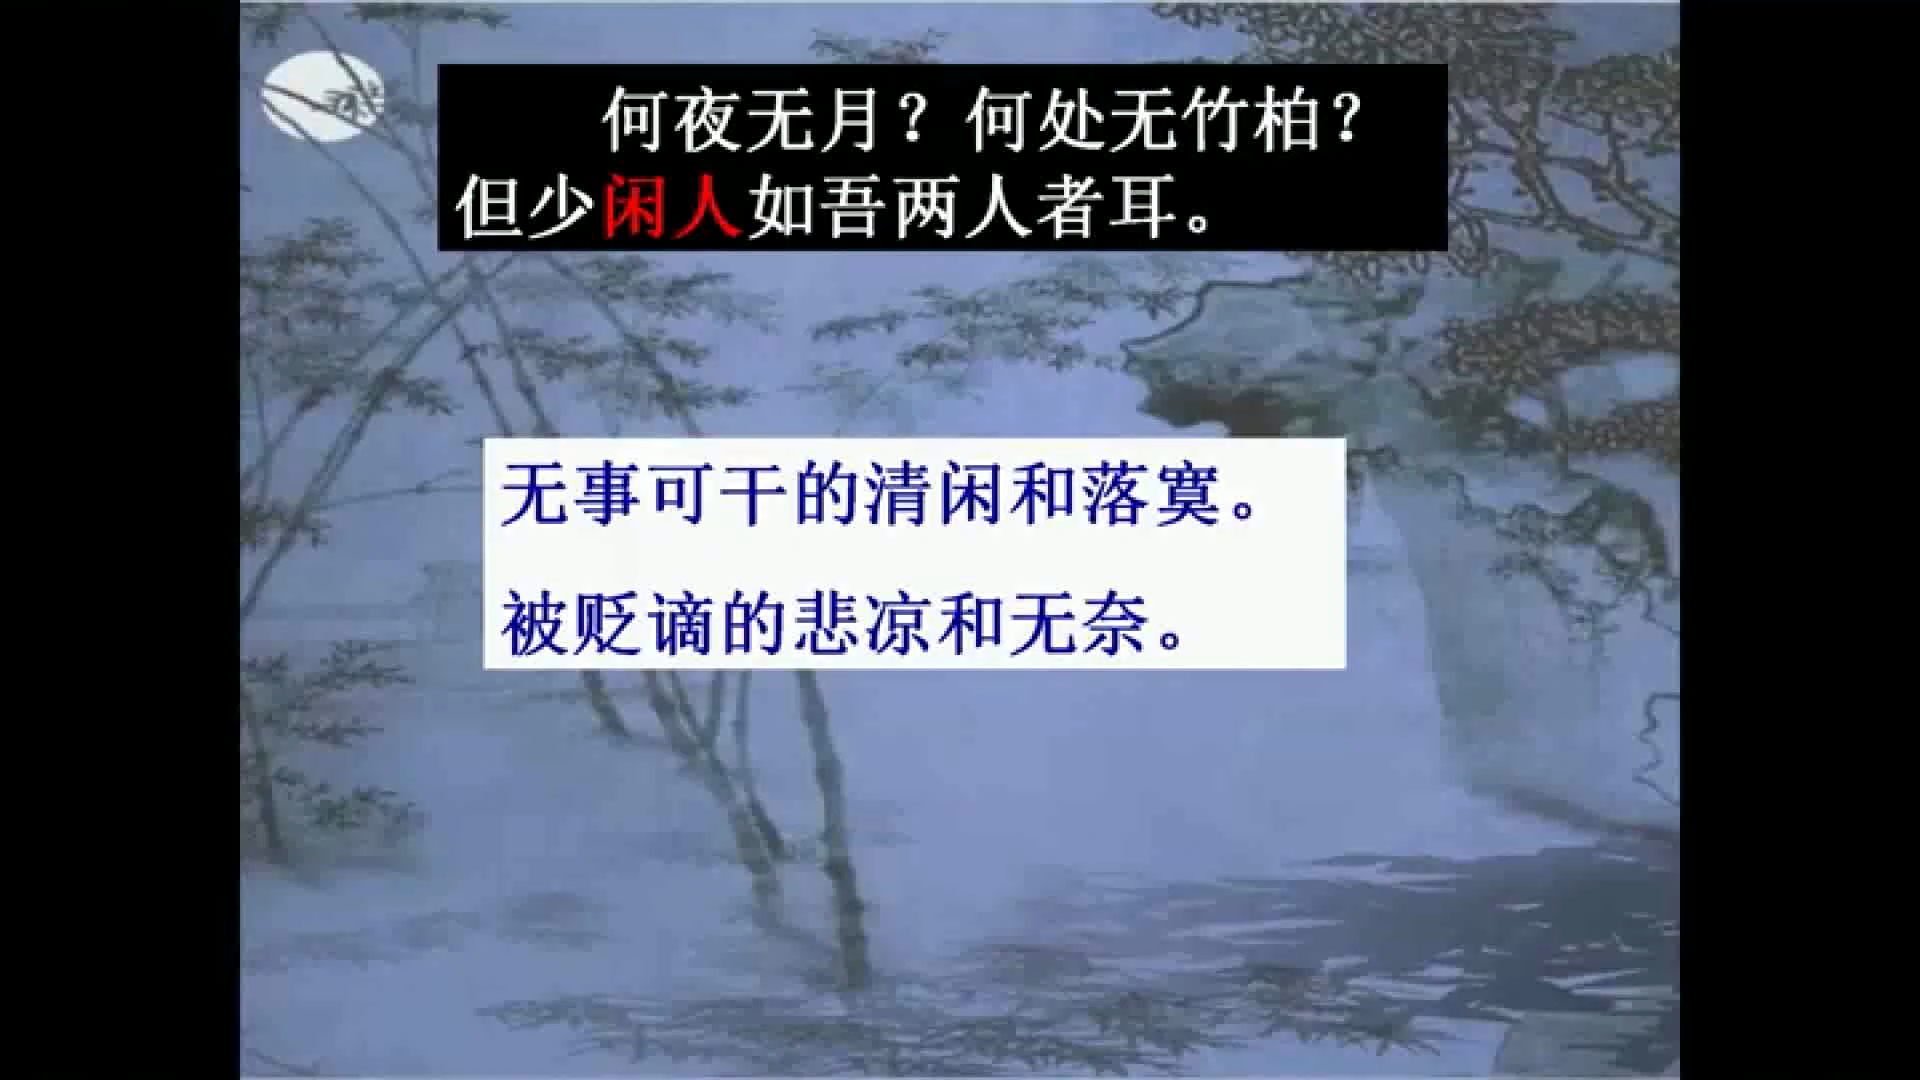 何夜无月？何处无竹柏？
但少闲人如吾两人者耳。
无事可干的清闲和落寞。
被贬谪的悲凉和无奈。